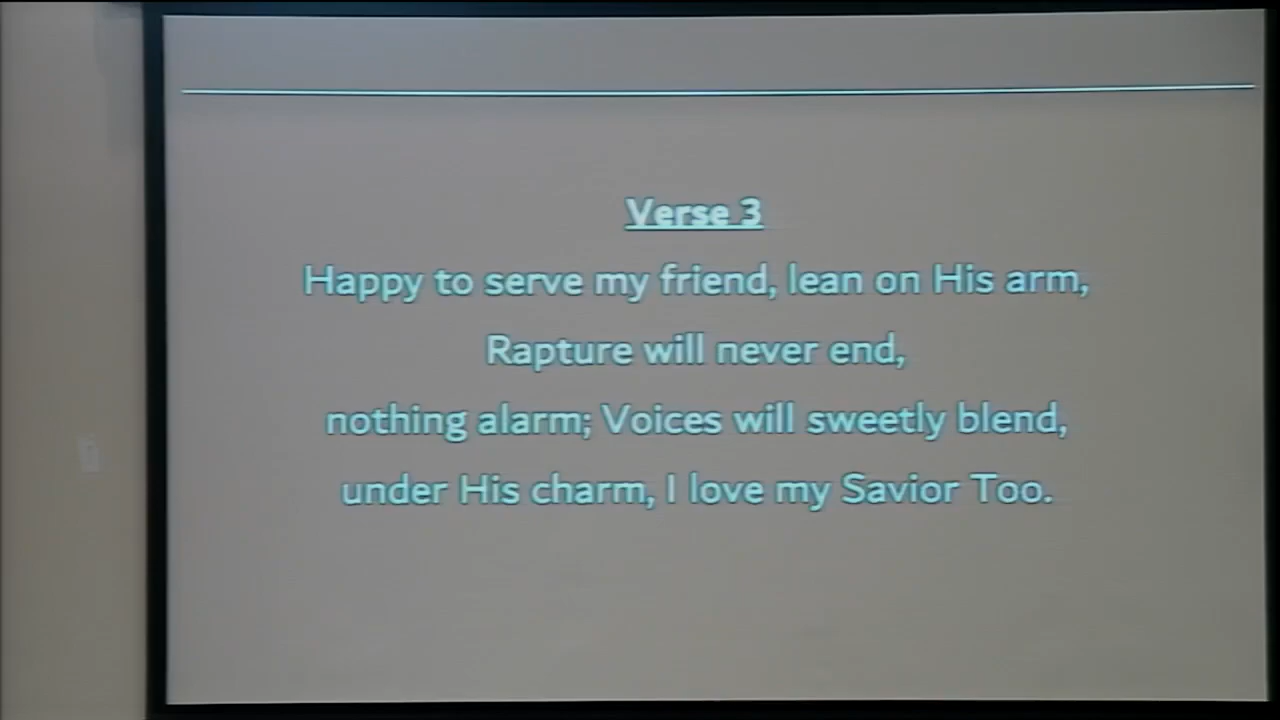 Verse 3
Happy to serve my friend, lean on His arm,
Rapture will never end,
nothing alarm; Voices will sweetly blend,
under His charm, I love my Savior Too.